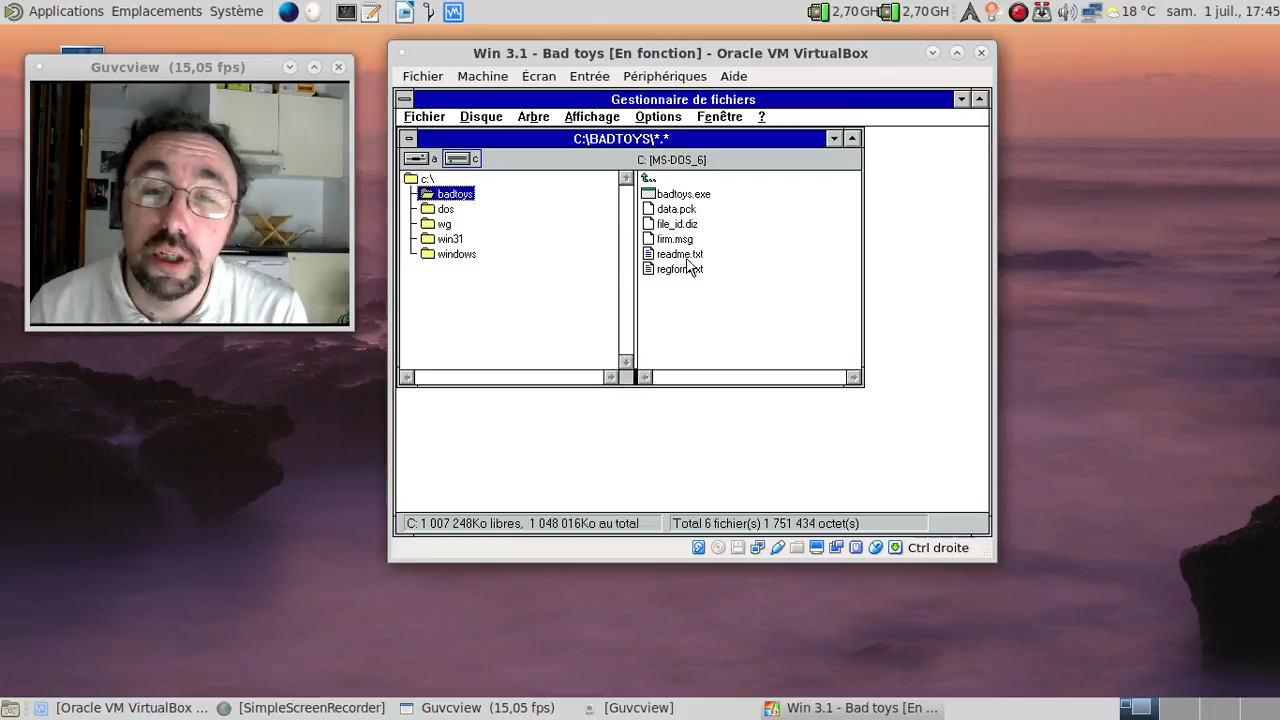 Applications Emplacements Système 2,70 GH 2,70 GH 18 °C sam. 1 juil., 17:45
Guvcview (15,05 fps)
Win 3.1 - Bad toys [En fonction] - Oracle VM VirtualBox
Fichier Machine Écran Entrée Périphériques Aide
Gestionnaire de fichiers
Fichier Disque Arbre Affichage Options Fenêtre ?
C:\BADTOYS\*.*
a c C: [MS-DOS_6]
c:\
badtoys
dos
wg
win31
windows
badtoys.exe
data.pck
file_id.diz
firm.msg
readme.txt
C: 1 007 248Ko libres, 1 048 016Ko au total Total 6 fichier(s) 1 751 434 octet(s)
Ctrl droite
[Oracle VM VirtualBox ... [SimpleScreenRecorder] Guvcview (15,05 fps) [Guvcview] Win 3.1 - Bad toys [En ...